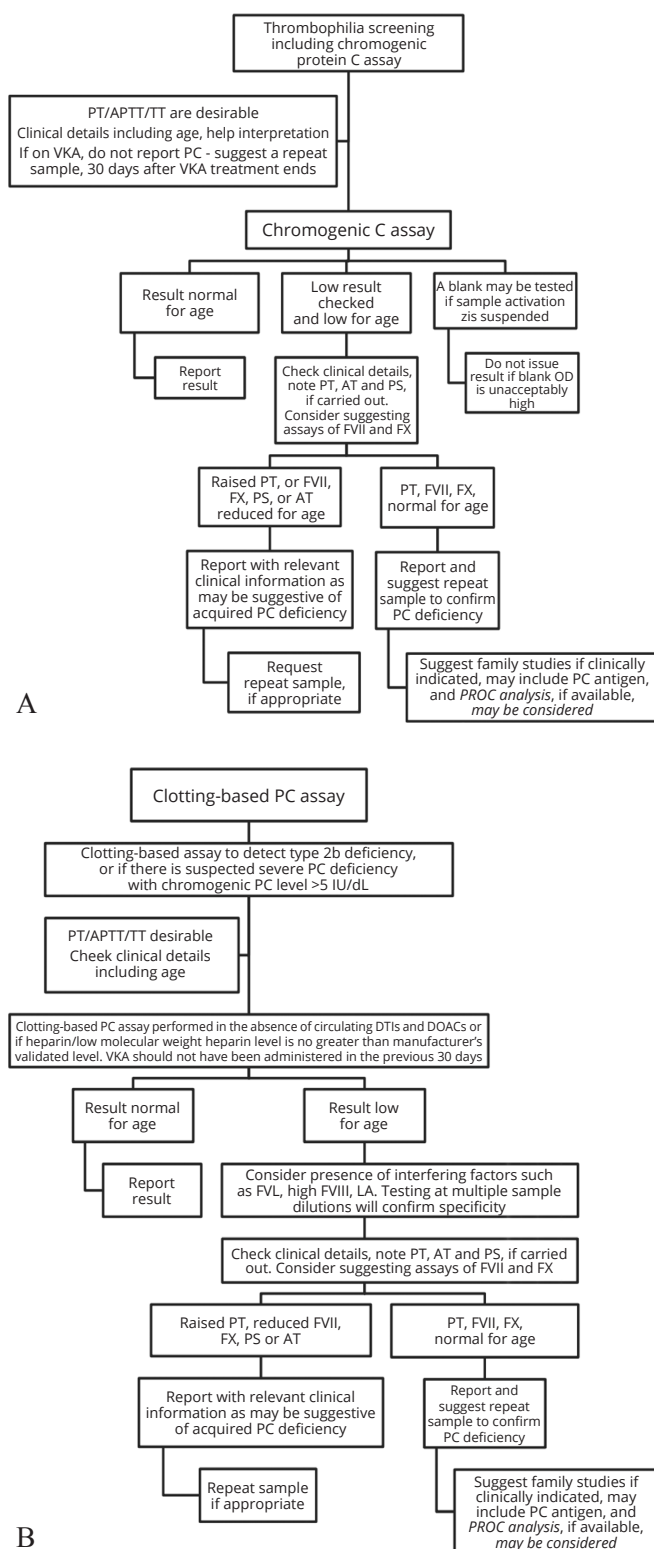 Thrombophilia screening
including chromogenic
protein C assay
PT/APTT/TT are desirable
Clinical details including age, help interpretation
If on VKA, do not report PC - suggest a repeat
sample, 30 days after VKA treatment ends
Chromogenic C assay
Result normal
for age
Low result
checked
and low for age
A blank may be tested
if sample activation
zis suspended
Report
result
Check clinical details,
note PT, AT and PS,
if carried out.
Consider suggesting
assays of FVII and FX
Do not issue
result if blank OD
is unacceptably
high
Raised PT, or FVII,
FX, PS, or AT
reduced for age
PT, FVII, FX,
normal for age
Report with relevant
clinical information as
may be suggestive of
acquired PC deficiency
Report and
suggest repeat
sample to confirm
PC deficiency
Request
repeat sample,
if appropriate
Suggest family studies if clinically
indicated, may include PC antigen,
and PROC analysis, if available,
may be considered
A
Clotting-based PC assay
Clotting-based assay to detect type 2b deficiency,
or if there is suspected severe PC deficiency
with chromogenic PC level >5 IU/dL
PT/APTT/TT desirable
Cheek clinical details
including age
Clotting-based PC assay performed in the absence of circulating DTIs and DOACs or
if heparin/low molecular weight heparin level is no greater than manufacturer's
validated level. VKA should not have been administered in the previous 30 days
Result normal
for age
Result low
for age
Report
result
Consider presence of interfering factors such
as FVL, high FVIII, LA. Testing at multiple sample
dilutions will confirm specificity
Check clinical details, note PT, AT and PS, if carried
out. Consider suggesting assays of FVII and FX
Raised PT, reduced FVII,
FX, PS or AT
PT, FVII, FX,
normal for age
Report with relevant clinical
information as may be suggestive
of acquired PC deficiency
Report and
suggest repeat
sample to confirm
PC deficiency
Repeat sample
if appropriate
Suggest family studies if
clinically indicated, may
include PC antigen, and
PROC analysis, if available,
may be considered
B